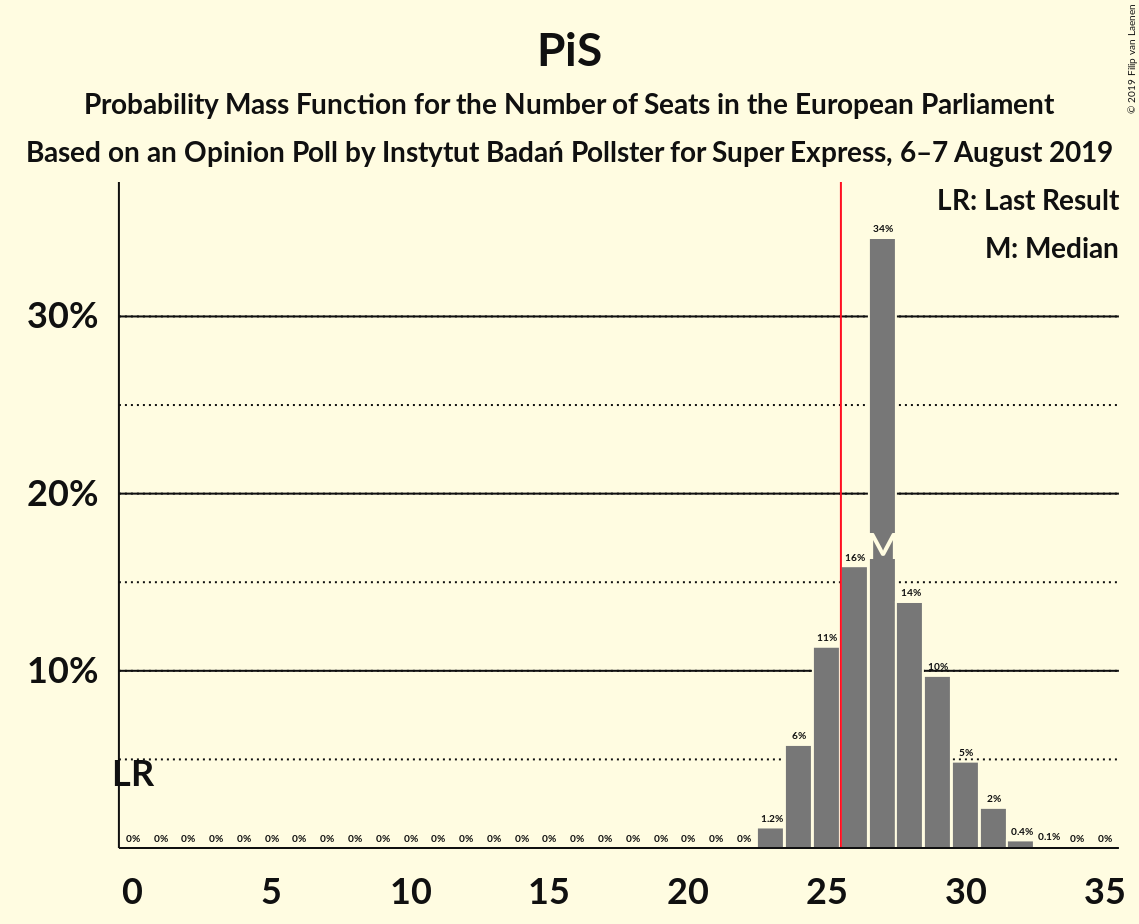 PiS
Probability Mass Function for the Number of Seats in the European Parliament
Based on an Opinion Poll by Instytut Badań Pollster for Super Express, 6–7 August 2019
© 2019 Filip van Laenen
LR: Last Result
M: Median
30%
20%
10%
LR
M
0% 0% 0% 0% 0% 0% 0% 0% 0% 0% 0% 0% 0% 0% 0% 0% 0% 0% 0% 0% 0% 0% 0% 1.2% 6% 11% 16% 34% 14% 10% 5% 2% 0.4% 0.1% 0% 0%
0 5 10 15 20 25 30 35